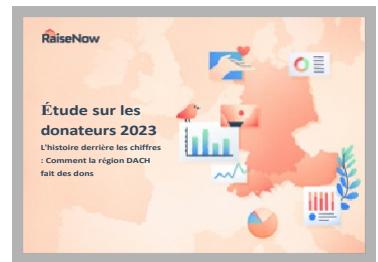 RaiseNow
Étude sur les
donateurs 2023
L'histoire derrière les chiffres
: Comment la région DACH
fait des dons